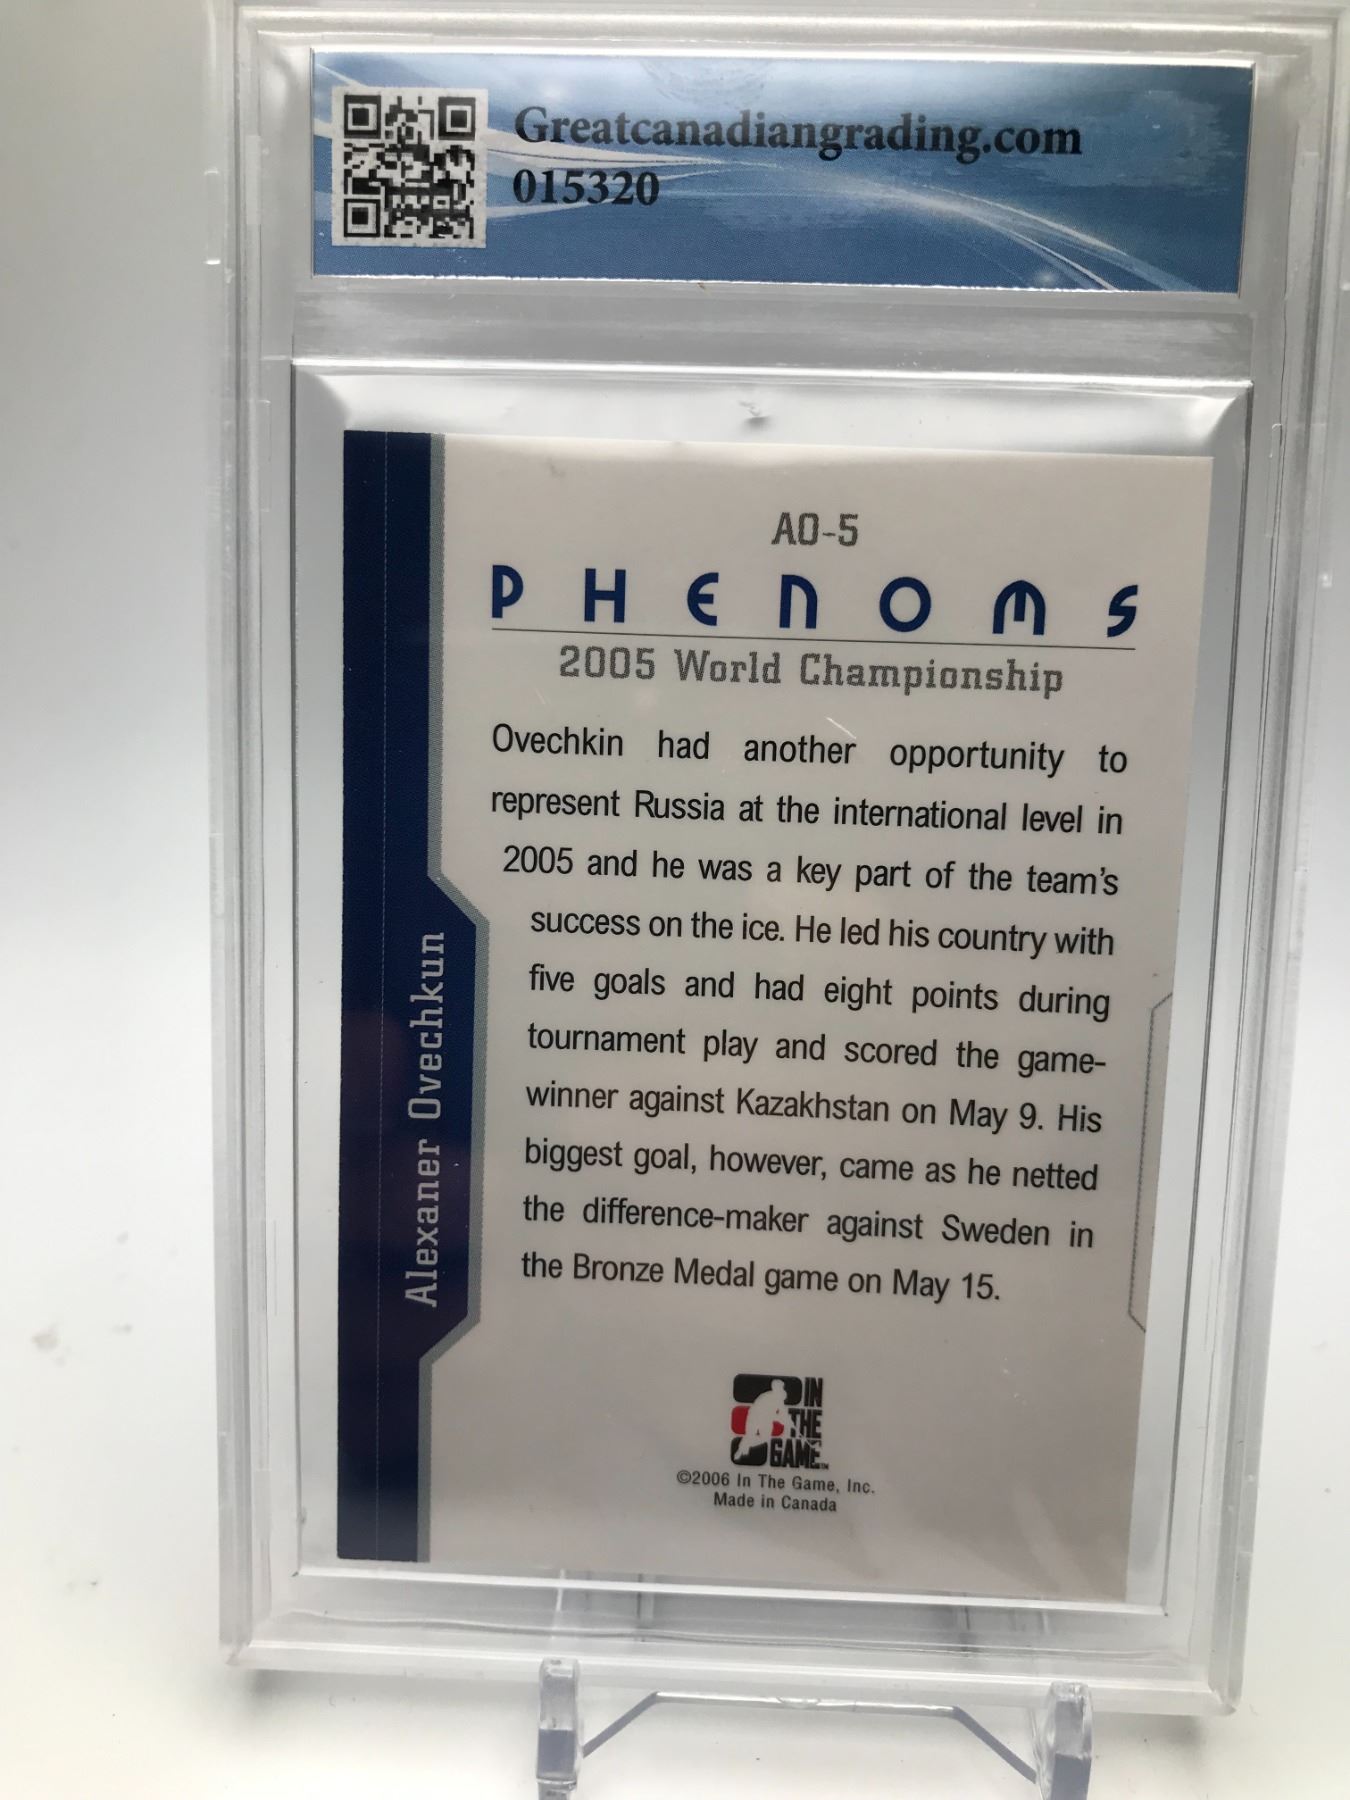 Greatcanadiangrading.com
015320
AO-5
PHENOMS
2005 World Championship
Ovechkin had another opportunity to
represent Russia at the international level in
2005 and he was a key part of the team's
success on the ice. He led his country with
five goals and had eight points during
tournament play and scored the game-
winner against Kazakhstan on May 9. His
biggest goal, however, came as he netted
the difference-maker against Sweden in
the Bronze Medal game on May 15.
Alexaner Ovechkun
IN
THE
GAME™
©2006 In The Game, Inc.
Made in Canada